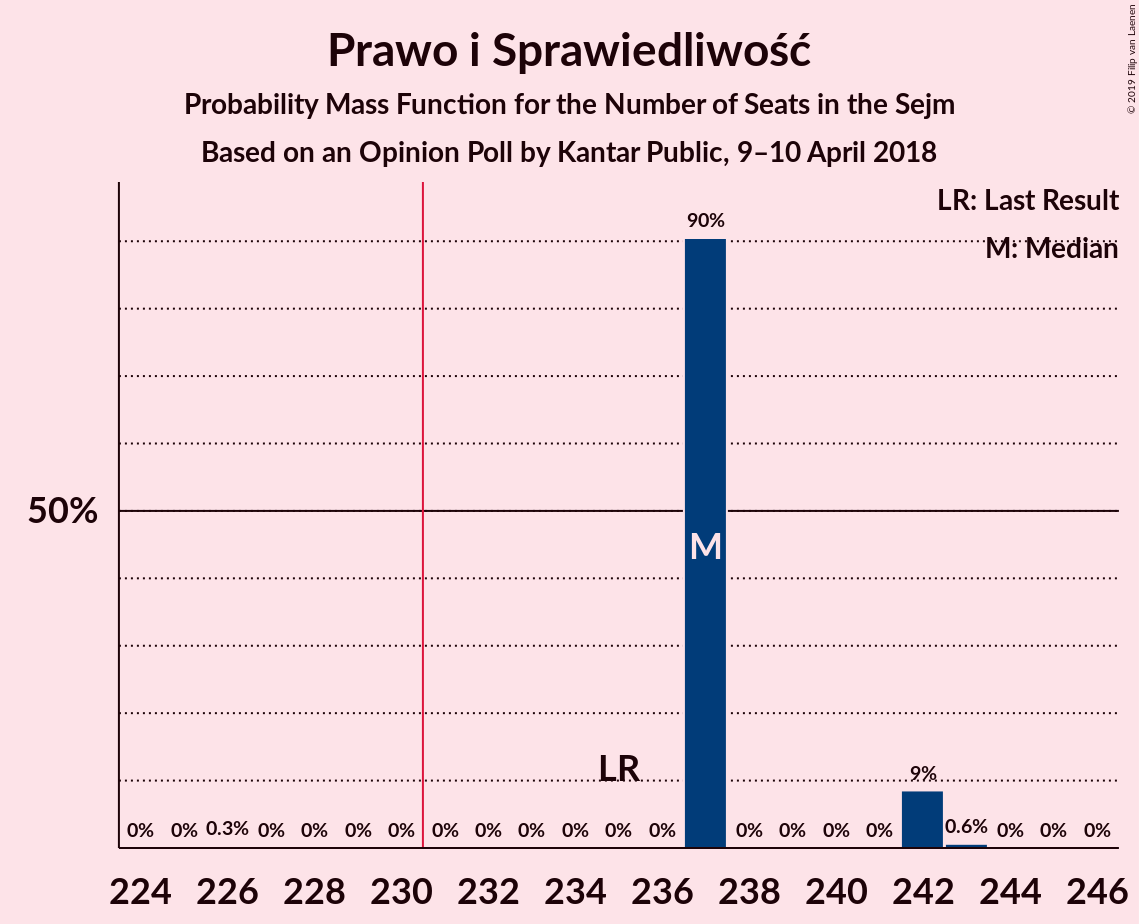 Prawo i Sprawiedliwość
Probability Mass Function for the Number of Seats in the Sejm
Based on an Opinion Poll by Kantar Public, 9–10 April 2018
© 2019 Filip van Laenen
LR: Last Result
M: Median
90%
50%
M
LR
9%
0% 0% 0.3% 0% 0% 0% 0% 0% 0% 0% 0% 0% 0% 0% 0% 0% 0% 0.6% 0% 0% 0%
224 226 228 230 232 234 236 238 240 242 244 246